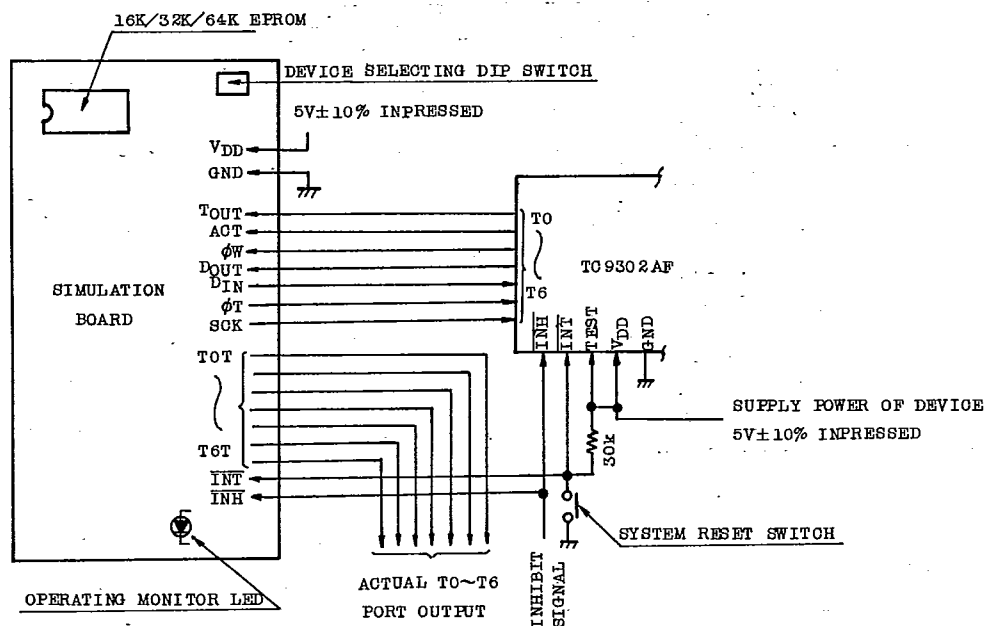 16K/32K/64K EPROM
DEVICE SELECTING DIP SWITCH
5V±10% INPRESSED
VDD
GND
TOUT
ACT
ϕW
DOUT
DIN
ϕT
SCK
SIMULATION
BOARD
T0
T6
TC9302AF
INH
INT
TEST
VDD
GND
T0T
T6T
INT
INH
30k
SUPPLY POWER OF DEVICE
5V±10% INPRESSED
SYSTEM RESET SWITCH
OPERATING MONITOR LED
ACTUAL T0~T6
PORT OUTPUT
INHIBIT
SIGNAL